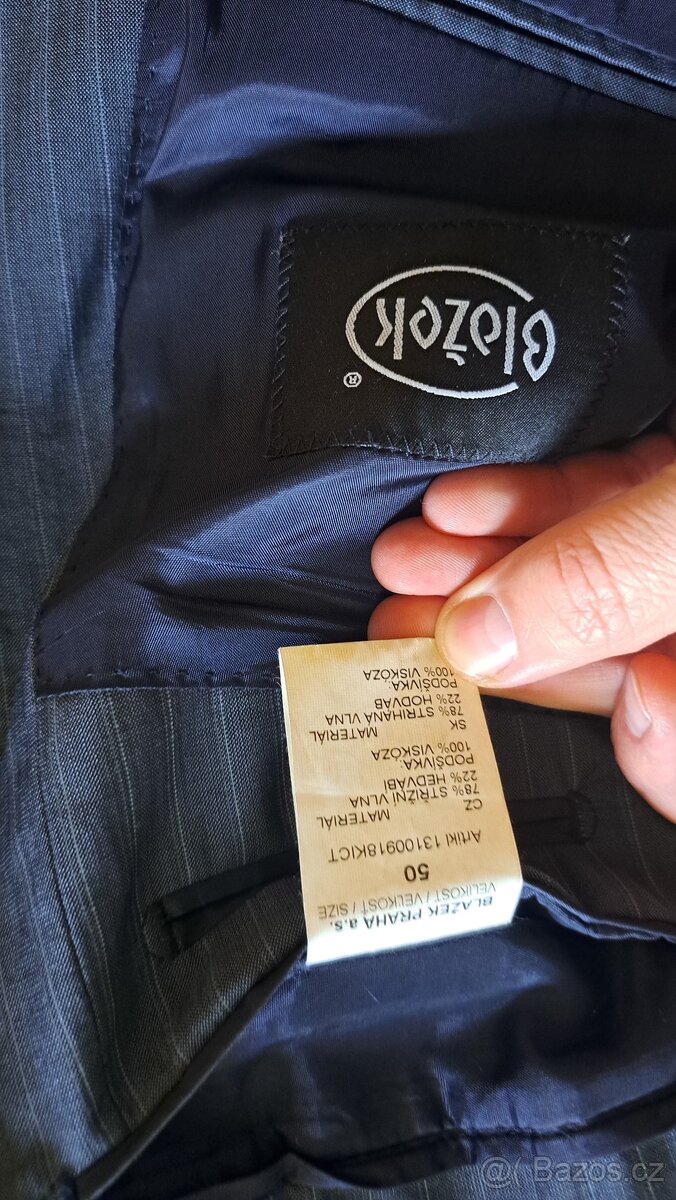 Blažek
®
BLAŽEK PRAHA a.s.
VELIKOST / VEĽKOSŤ / SIZE
50
Artikl 13100918KICT
CZ MATERIÁL
78% STŘIŽNÍ VLNA
22% HEDVÁBÍ
PODŠÍVKA:
100% VISKÓZA
SK MATERIÁL
78% STRIHANÁ VLNA
22% HODVÁB
PODŠÍVKA:
100% VISKÓZA
Bazos.cz